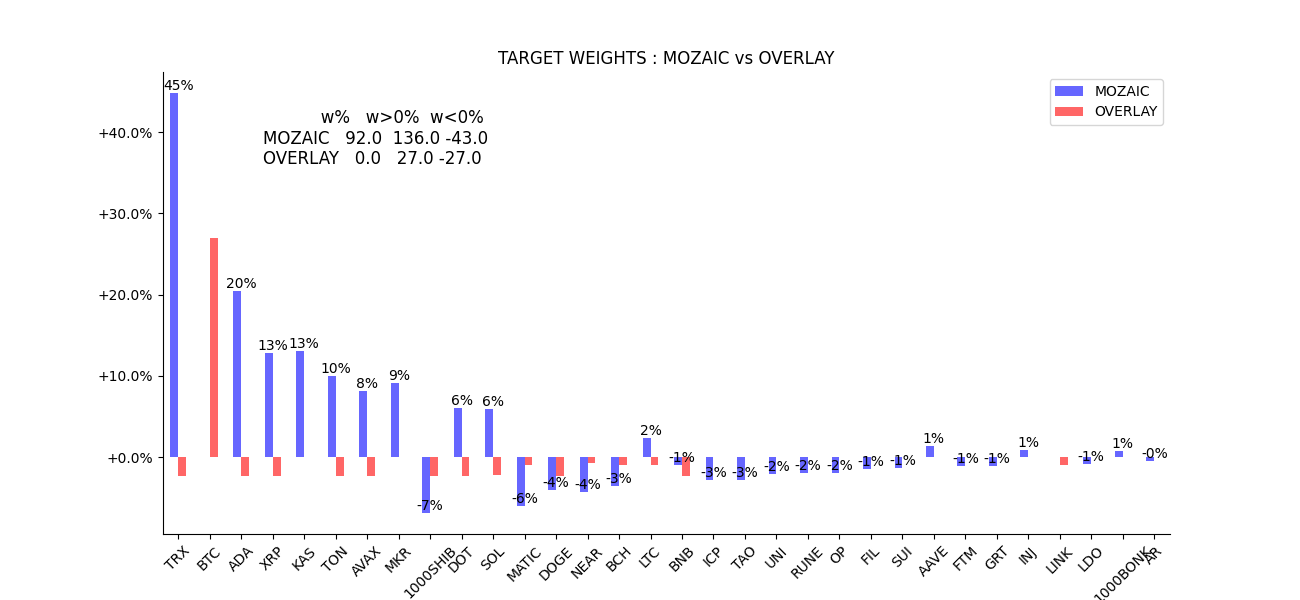 TARGET WEIGHTS : MOZAIC vs OVERLAY
MOZAIC
OVERLAY
w% w>0% w<0%
MOZAIC 92.0 136.0 -43.0
OVERLAY 0.0 27.0 -27.0
+40.0%
+30.0%
+20.0%
+10.0%
+0.0%
45%
20%
13%
13%
10%
8%
9%
-7%
6%
6%
-6%
-4%
-4%
-3%
2%
-1%
-3%
-3%
-2%
-2%
-2%
-1%
-1%
1%
-1%
-1%
1%
-1%
1%
-0%
TRX
BTC
ADA
XRP
KAS
TON
AVAX
MKR
1000SHIB
DOT
SOL
MATIC
DOGE
NEAR
BCH
LTC
BNB
ICP
TAO
UNI
RUNE
OP
FIL
SUI
AAVE
FTM
GRT
INJ
LINK
LDO
1000BONK
AR